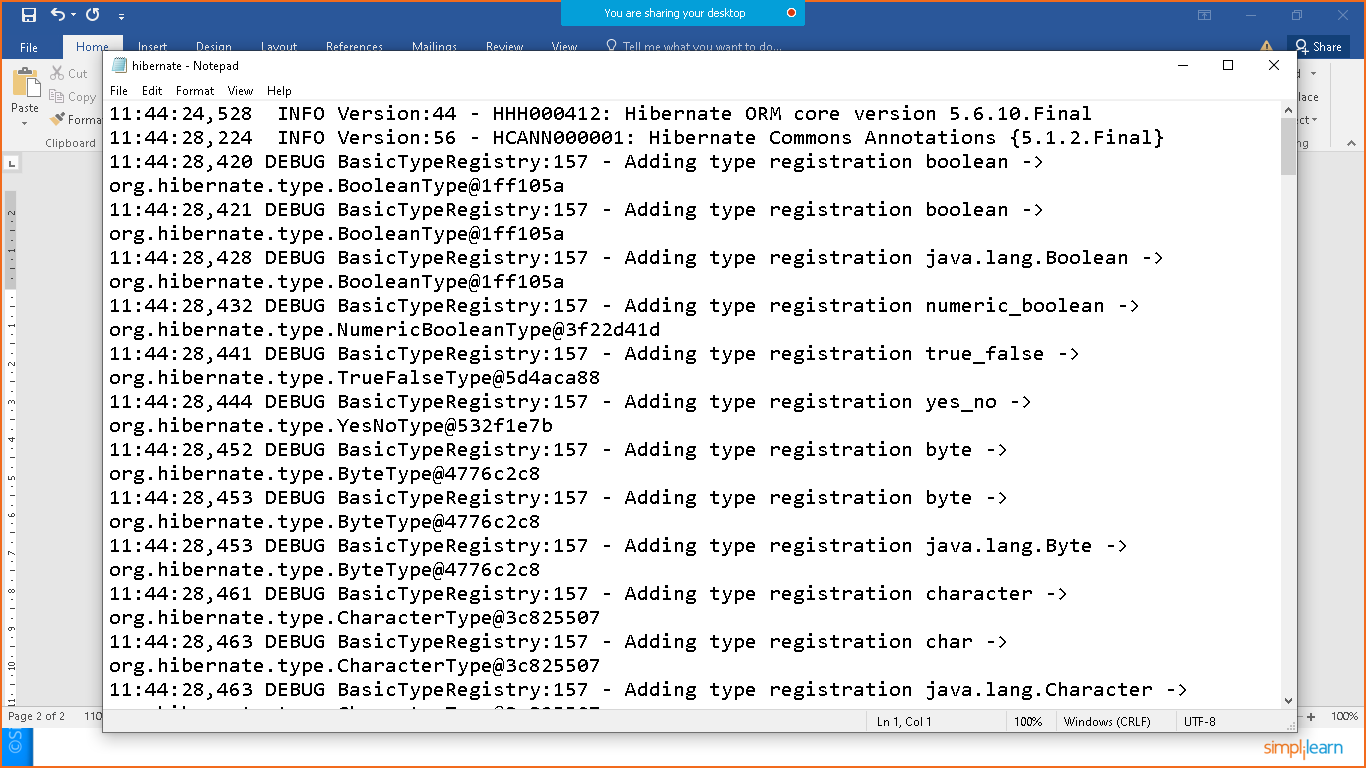 You are sharing your desktop
File Home Insert Design Layout References Mailings Review View Tell me what you want to do... Share
Cut
Copy
Paste
Forma
Clipboard
hibernate - Notepad
File Edit Format View Help
11:44:24,528  INFO Version:44 - HHH000412: Hibernate ORM core version 5.6.10.Final
11:44:28,224  INFO Version:56 - HCANN000001: Hibernate Commons Annotations {5.1.2.Final}
11:44:28,420 DEBUG BasicTypeRegistry:157 - Adding type registration boolean ->
org.hibernate.type.BooleanType@1ff105a
11:44:28,421 DEBUG BasicTypeRegistry:157 - Adding type registration boolean ->
org.hibernate.type.BooleanType@1ff105a
11:44:28,428 DEBUG BasicTypeRegistry:157 - Adding type registration java.lang.Boolean ->
org.hibernate.type.BooleanType@1ff105a
11:44:28,432 DEBUG BasicTypeRegistry:157 - Adding type registration numeric_boolean ->
org.hibernate.type.NumericBooleanType@3f22d41d
11:44:28,441 DEBUG BasicTypeRegistry:157 - Adding type registration true_false ->
org.hibernate.type.TrueFalseType@5d4aca88
11:44:28,444 DEBUG BasicTypeRegistry:157 - Adding type registration yes_no ->
org.hibernate.type.YesNoType@532f1e7b
11:44:28,452 DEBUG BasicTypeRegistry:157 - Adding type registration byte ->
org.hibernate.type.ByteType@4776c2c8
11:44:28,453 DEBUG BasicTypeRegistry:157 - Adding type registration byte ->
org.hibernate.type.ByteType@4776c2c8
11:44:28,453 DEBUG BasicTypeRegistry:157 - Adding type registration java.lang.Byte ->
org.hibernate.type.ByteType@4776c2c8
11:44:28,461 DEBUG BasicTypeRegistry:157 - Adding type registration character ->
org.hibernate.type.CharacterType@3c825507
11:44:28,463 DEBUG BasicTypeRegistry:157 - Adding type registration char ->
org.hibernate.type.CharacterType@3c825507
11:44:28,463 DEBUG BasicTypeRegistry:157 - Adding type registration java.lang.Character ->
Ln 1, Col 1 100% Windows (CRLF) UTF-8
Page 2 of 2 110
100%
simplilearn